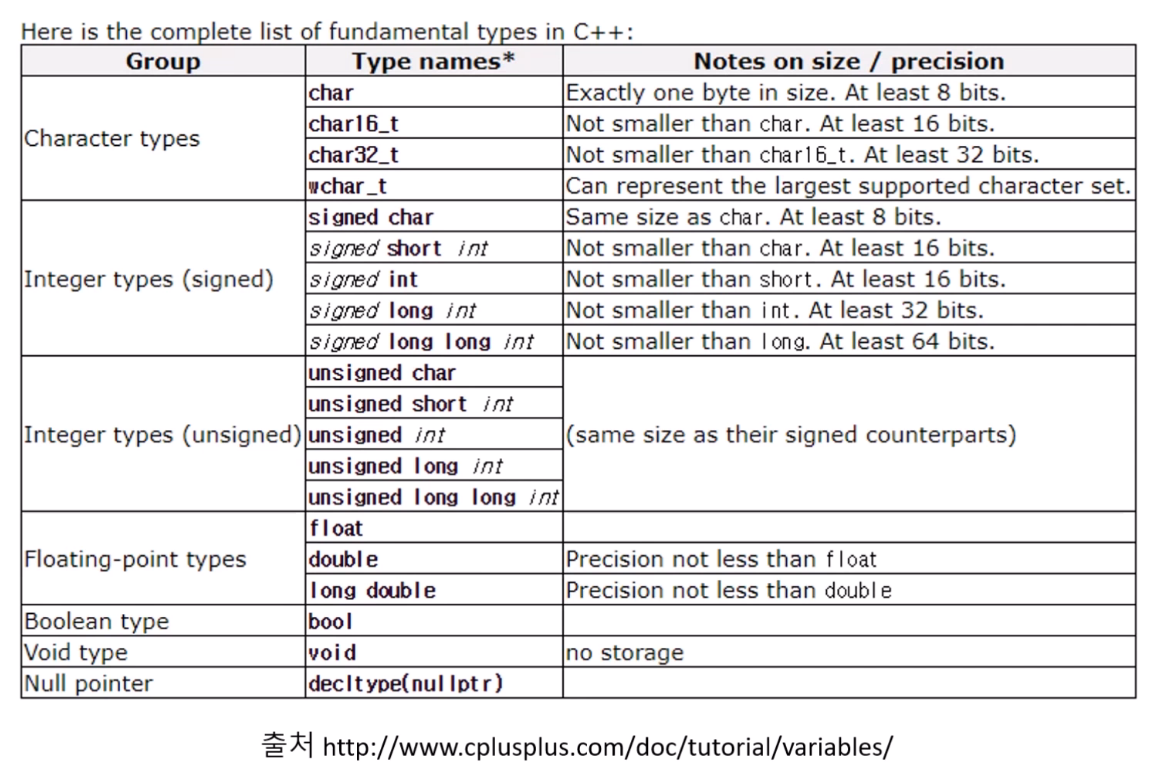 Here is the complete list of fundamental types in C++:
Group Type names* Notes on size / precision
Character types
char Exactly one byte in size. At least 8 bits.
char16_t Not smaller than char. At least 16 bits.
char32_t Not smaller than char16_t. At least 32 bits.
wchar_t Can represent the largest supported character set.
Integer types (signed)
signed char Same size as char. At least 8 bits.
signed short int Not smaller than char. At least 16 bits.
signed int Not smaller than short. At least 16 bits.
signed long int Not smaller than int. At least 32 bits.
signed long long int Not smaller than long. At least 64 bits.
Integer types (unsigned)
unsigned char
unsigned short int
unsigned int
unsigned long int
unsigned long long int
(same size as their signed counterparts)
Floating-point types
float
double Precision not less than float
long double Precision not less than double
Boolean type bool
Void type void no storage
Null pointer decltype(nullptr)
출처 http://www.cplusplus.com/doc/tutorial/variables/